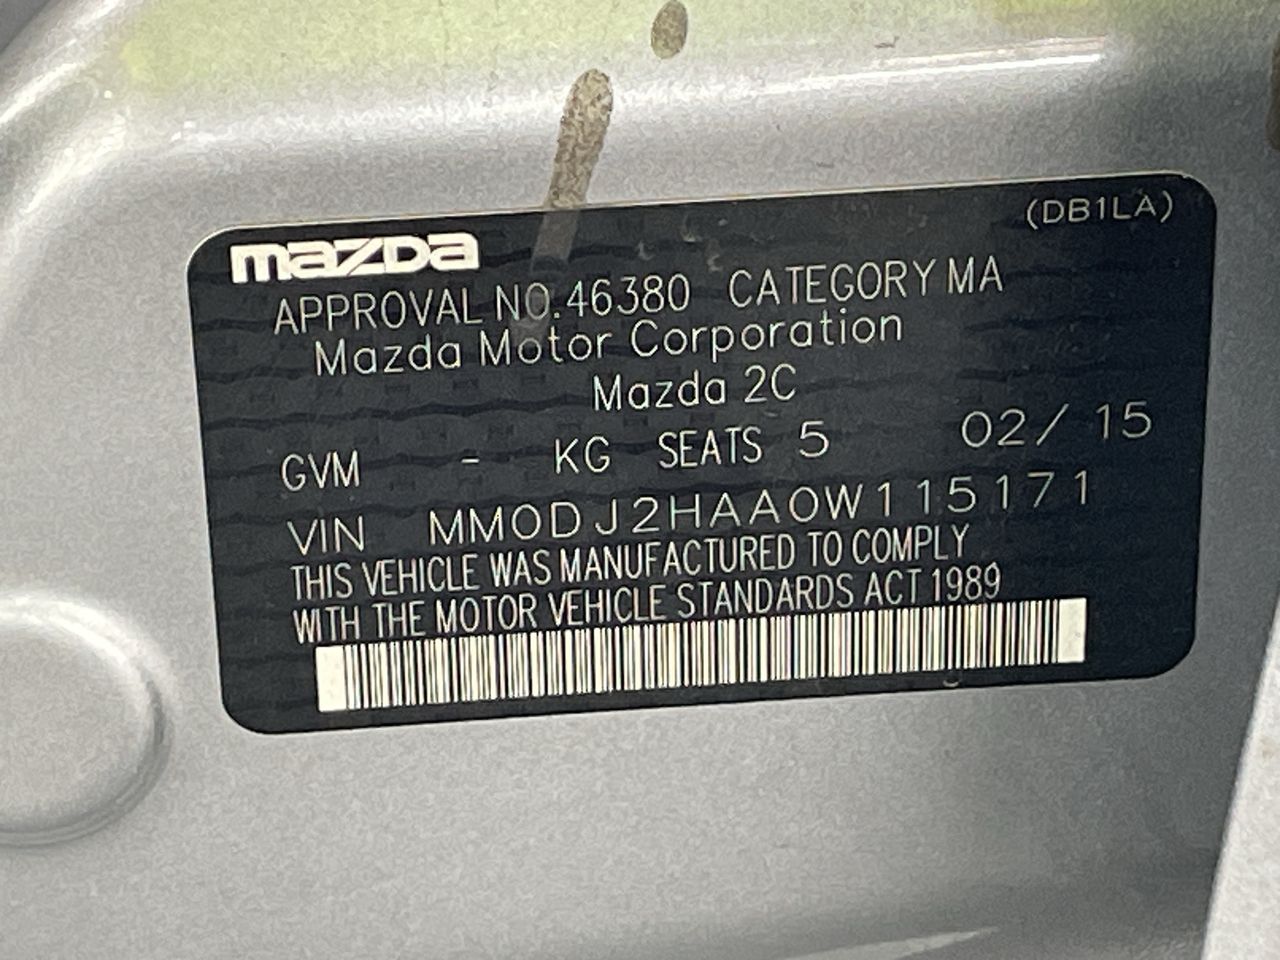 mazda
(DB1LA)
APPROVAL NO.46380 CATEGORY MA
Mazda Motor Corporation
Mazda 2C
GVM - KG SEATS 5 02/15
VIN MM0DJ2HAA0W115171
THIS VEHICLE WAS MANUFACTURED TO COMPLY
WITH THE MOTOR VEHICLE STANDARDS ACT 1989